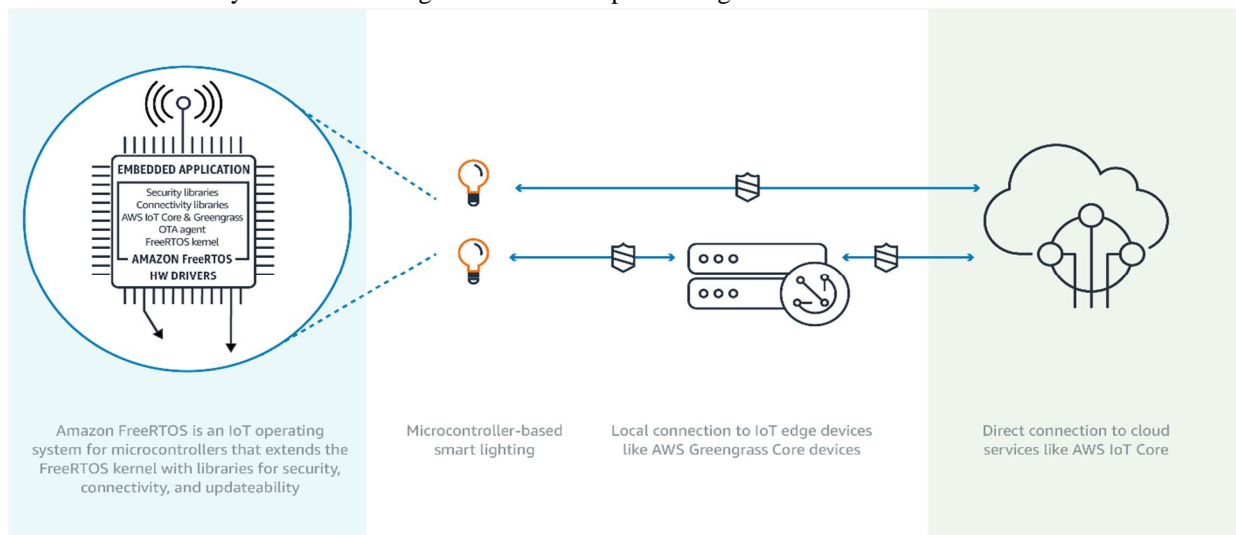 EMBEDDED APPLICATION
Security libraries
Connectivity libraries
AWS IoT Core & Greengrass
OTA agent
FreeRTOS kernel
AMAZON FreeRTOS
HW DRIVERS
Amazon FreeRTOS is an IoT operating
system for microcontrollers that extends the
FreeRTOS kernel with libraries for security,
connectivity, and updateability
Microcontroller-based
smart lighting
Local connection to IoT edge devices
like AWS Greengrass Core devices
Direct connection to cloud
services like AWS IoT Core